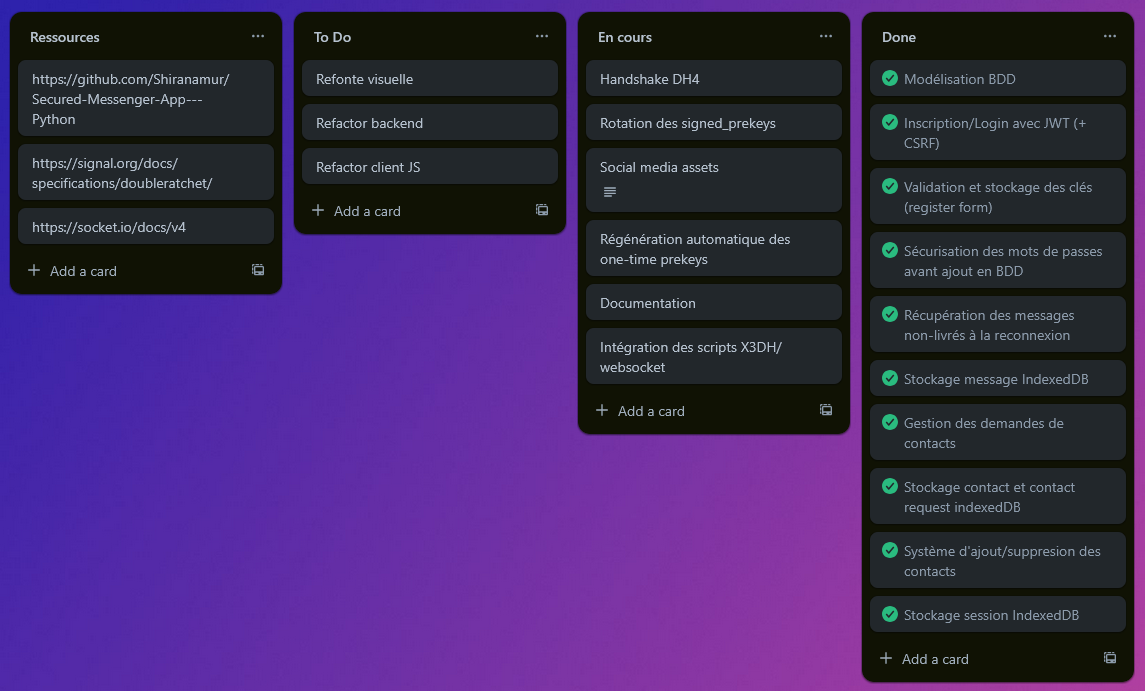 Ressources
https://github.com/Shiranamur/
Secured-Messenger-App---
Python
https://signal.org/docs/
specifications/doubleratchet/
https://socket.io/docs/v4
+ Add a card
To Do
Refonte visuelle
Refactor backend
Refactor client JS
+ Add a card
En cours
Handshake DH4
Rotation des signed_prekeys
Social media assets
Régénération automatique des
one-time prekeys
Documentation
Intégration des scripts X3DH/
websocket
+ Add a card
Done
Modélisation BDD
Inscription/Login avec JWT (+
CSRF)
Validation et stockage des clés
(register form)
Sécurisation des mots de passes
avant ajout en BDD
Récupération des messages
non-livrés à la reconnexion
Stockage message IndexedDB
Gestion des demandes de
contacts
Stockage contact et contact
request indexedDB
Système d'ajout/suppresion des
contacts
Stockage session IndexedDB
+ Add a card